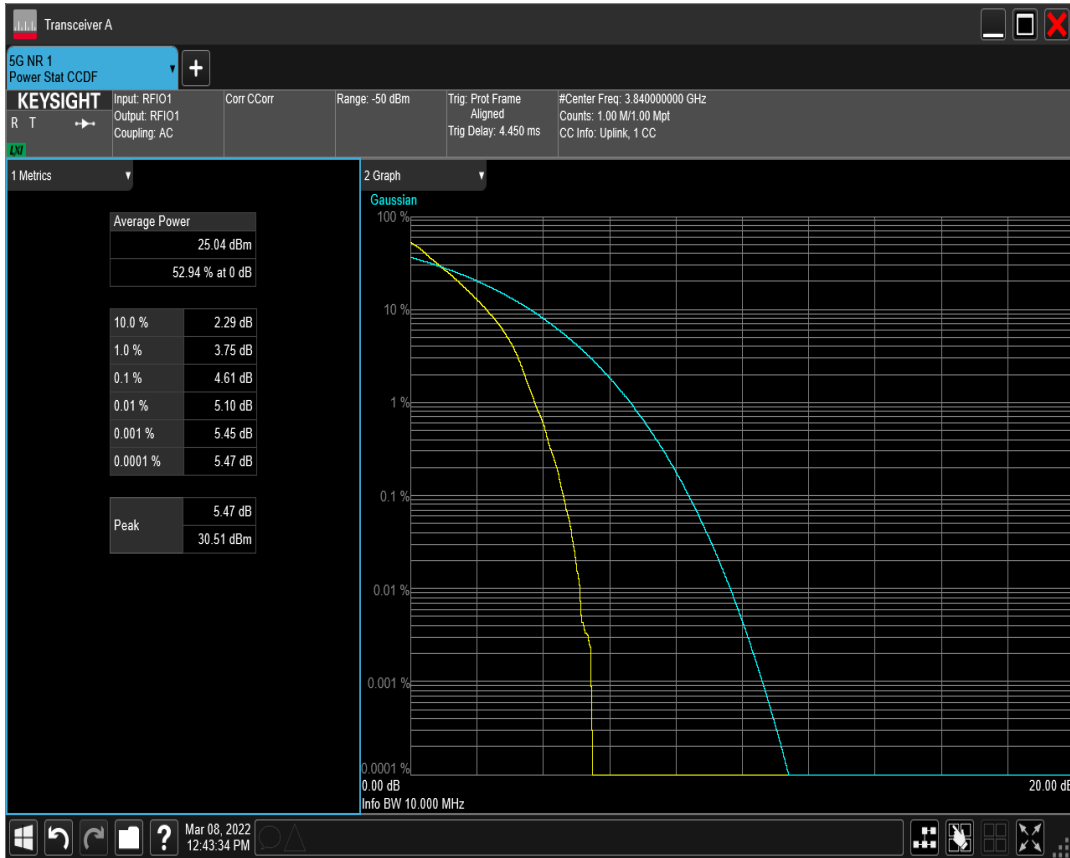 Transceiver A
5G NR 1
Power Stat CCDF
KEYSIGHT
R T
LXI
Input: RFIO1
Output: RFIO1
Coupling: AC
Corr CCorr
Range: -50 dBm
Trig: Prot Frame
Aligned
Trig Delay: 4.450 ms
#Center Freq: 3.840000000 GHz
Counts: 1.00 M/1.00 Mpt
CC Info: Uplink, 1 CC
1 Metrics
Average Power
25.04 dBm
52.94 % at 0 dB
10.0 % 2.29 dB
1.0 % 3.75 dB
0.1 % 4.61 dB
0.01 % 5.10 dB
0.001 % 5.45 dB
0.0001 % 5.47 dB
Peak
5.47 dB
30.51 dBm
2 Graph
Gaussian
100 %
10 %
1 %
0.1 %
0.01 %
0.001 %
0.0001 %
0.00 dB
20.00 dB
Info BW 10.000 MHz
?
Mar 08, 2022
12:43:34 PM